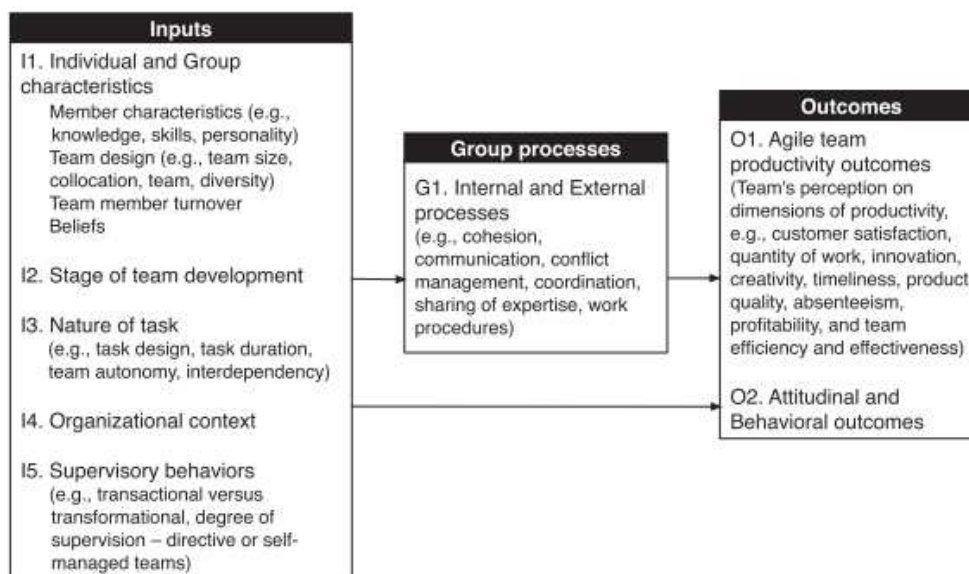 Inputs
I1. Individual and Group
characteristics
Member characteristics (e.g.,
knowledge, skills, personality)
Team design (e.g., team size,
collocation, team, diversity)
Team member turnover
Beliefs
I2. Stage of team development
I3. Nature of task
(e.g., task design, task duration,
team autonomy, interdependency)
I4. Organizational context
I5. Supervisory behaviors
(e.g., transactional versus
transformational, degree of
supervision – directive or self-
managed teams)
Group processes
G1. Internal and External
processes
(e.g., cohesion,
communication, conflict
management, coordination,
sharing of expertise, work
procedures)
Outcomes
O1. Agile team
productivity outcomes
(Team's perception on
dimensions of productivity,
e.g., customer satisfaction,
quantity of work, innovation,
creativity, timeliness, product
quality, absenteeism,
profitability, and team
efficiency and effectiveness)
O2. Attitudinal and
Behavioral outcomes